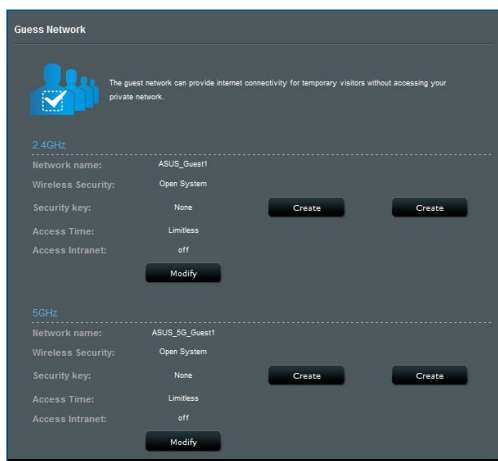 Guess Network
The guest network can provide internet connectivity for temporary visitors without accessing your
private network.
2.4GHz
Network name: ASUS_Guest1
Wireless Security: Open System
Security key: None Create Create
Access Time: Limitless
Access Intranet: off
Modify
5GHz
Network name: ASUS_5G_Guest1
Wireless Security: Open System
Security key: None Create Create
Access Time: Limitless
Access Intranet: off
Modify